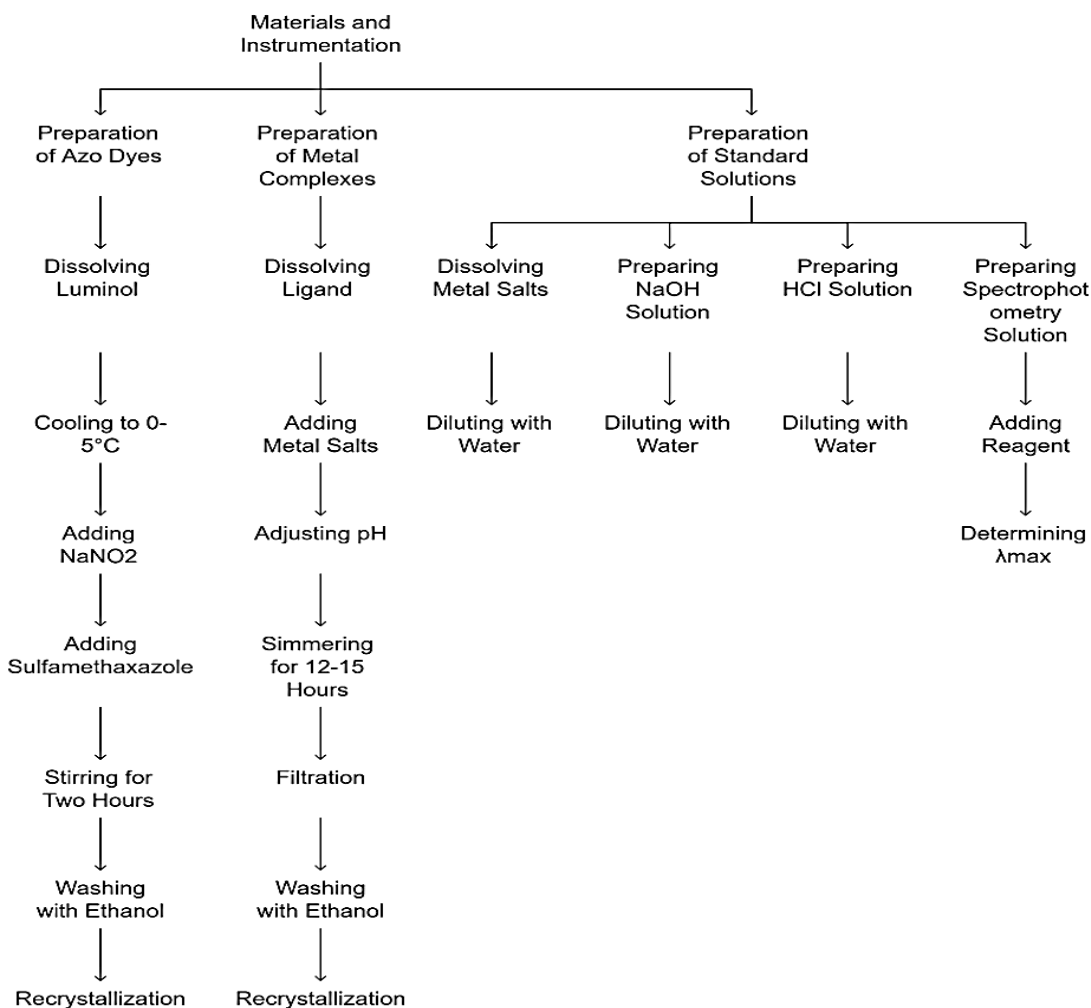 Materials and
Instrumentation
Preparation
of Azo Dyes
Preparation
of Metal
Complexes
Preparation
of Standard
Solutions
Dissolving
Luminol
Dissolving
Ligand
Dissolving
Metal Salts
Preparing
NaOH
Solution
Preparing
HCl Solution
Preparing
Spectrophot
ometry
Solution
Cooling to 0-
5°C
Adding
Metal Salts
Diluting with
Water
Diluting with
Water
Diluting with
Water
Adding
Reagent
Adding
NaNO2
Adjusting pH
Determining
λmax
Adding
Sulfamethaxazole
Simmering
for 12-15
Hours
Stirring for
Two Hours
Filtration
Washing
with Ethanol
Washing
with Ethanol
Recrystallization
Recrystallization